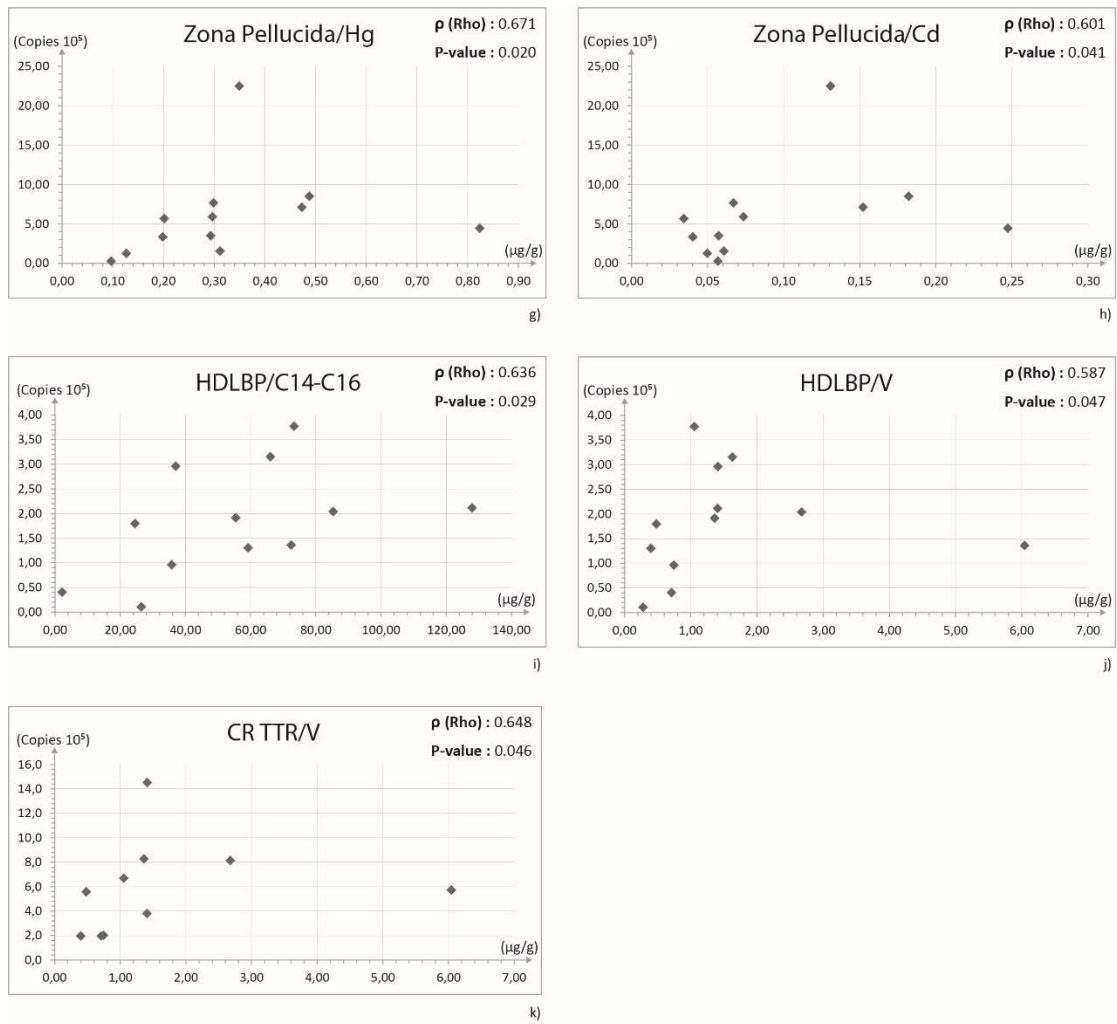 Zona Pellucida/Hg
ρ (Rho) : 0.671
P-value : 0.020
(Copies 10⁵)
25,00
20,00
15,00
10,00
5,00
0,00
(µg/g)
0,00 0,10 0,20 0,30 0,40 0,50 0,60 0,70 0,80 0,90
g)
Zona Pellucida/Cd
ρ (Rho) : 0.601
P-value : 0.041
(Copies 10⁵)
25,00
20,00
15,00
10,00
5,00
0,00
(µg/g)
0,00 0,05 0,10 0,15 0,20 0,25 0,30
h)
HDLBP/C14-C16
ρ (Rho) : 0.636
P-value : 0.029
(Copies 10⁵)
4,00
3,50
3,00
2,50
2,00
1,50
1,00
0,50
0,00
(µg/g)
0,00 20,00 40,00 60,00 80,00 100,00 120,00 140,00
i)
HDLBP/V
ρ (Rho) : 0.587
P-value : 0.047
(Copies 10⁵)
4,00
3,50
3,00
2,50
2,00
1,50
1,00
0,50
0,00
(µg/g)
0,00 1,00 2,00 3,00 4,00 5,00 6,00 7,00
j)
CR TTR/V
ρ (Rho) : 0.648
P-value : 0.046
(Copies 10⁵)
16,0
14,0
12,0
10,0
8,0
6,0
4,0
2,0
0,0
(µg/g)
0,00 1,00 2,00 3,00 4,00 5,00 6,00 7,00
k)